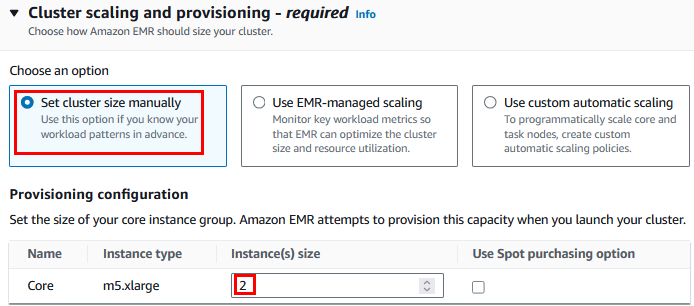 Cluster scaling and provisioning - required Info
Choose how Amazon EMR should size your cluster.
Choose an option
Set cluster size manually
Use this option if you know your
workload patterns in advance.
Use EMR-managed scaling
Monitor key workload metrics so
that EMR can optimize the cluster
size and resource utilization.
Use custom automatic scaling
To programmatically scale core and
task nodes, create custom
automatic scaling policies.
Provisioning configuration
Set the size of your core instance group. Amazon EMR attempts to provision this capacity when you launch your cluster.
Name Instance type Instance(s) size Use Spot purchasing option
Core m5.xlarge 2